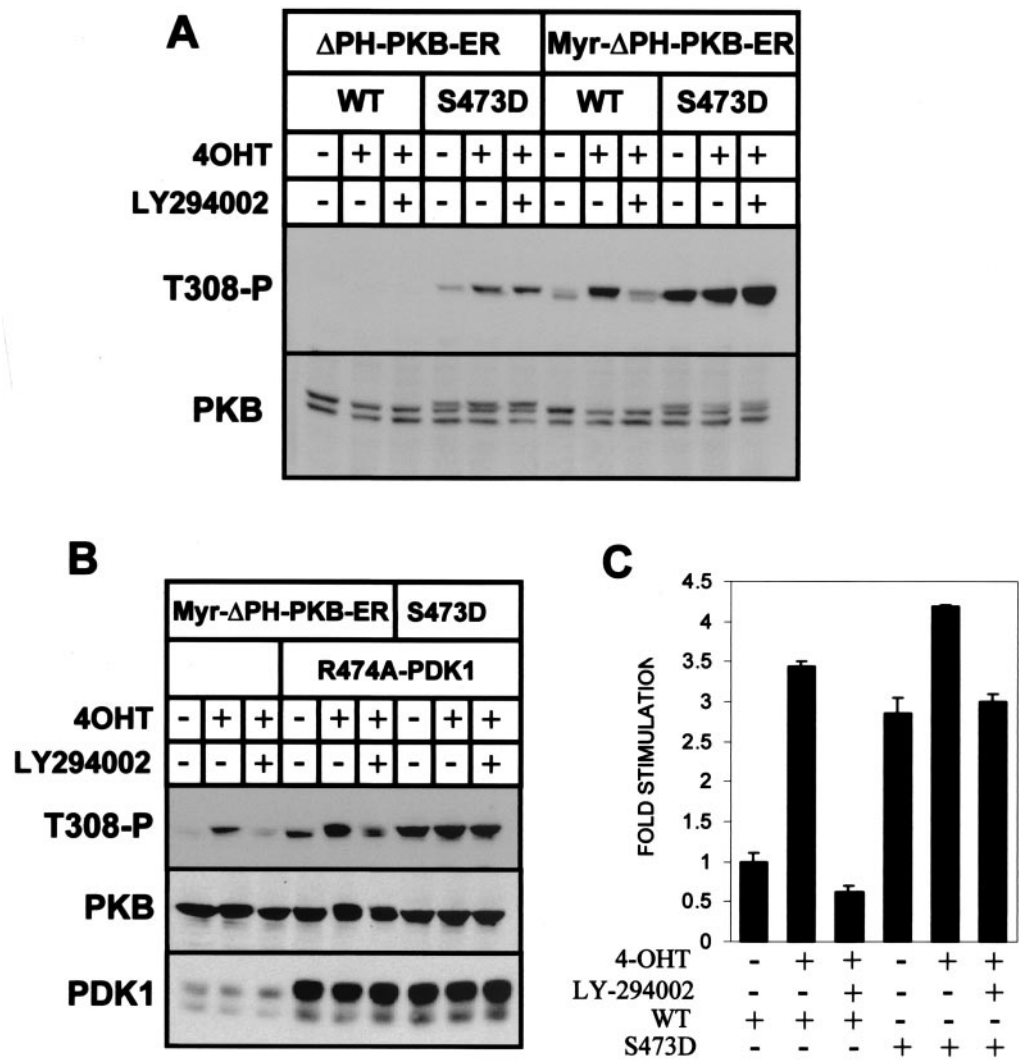 A
ΔPH-PKB-ER Myr-ΔPH-PKB-ER
WT S473D WT S473D
4OHT - + + - + + - + + - + +
LY294002 - - + - - + - - + - - +
T308-P
PKB
B
Myr-ΔPH-PKB-ER S473D
R474A-PDK1
4OHT - + + - + + - + +
LY294002 - - + - - + - - +
T308-P
PKB
PDK1
C
FOLD STIMULATION
4.5
4
3.5
3
2.5
2
1.5
1
0.5
0
4-OHT - + + - + +
LY-294002 - - + - - +
WT + + + - - -
S473D - - - + + +